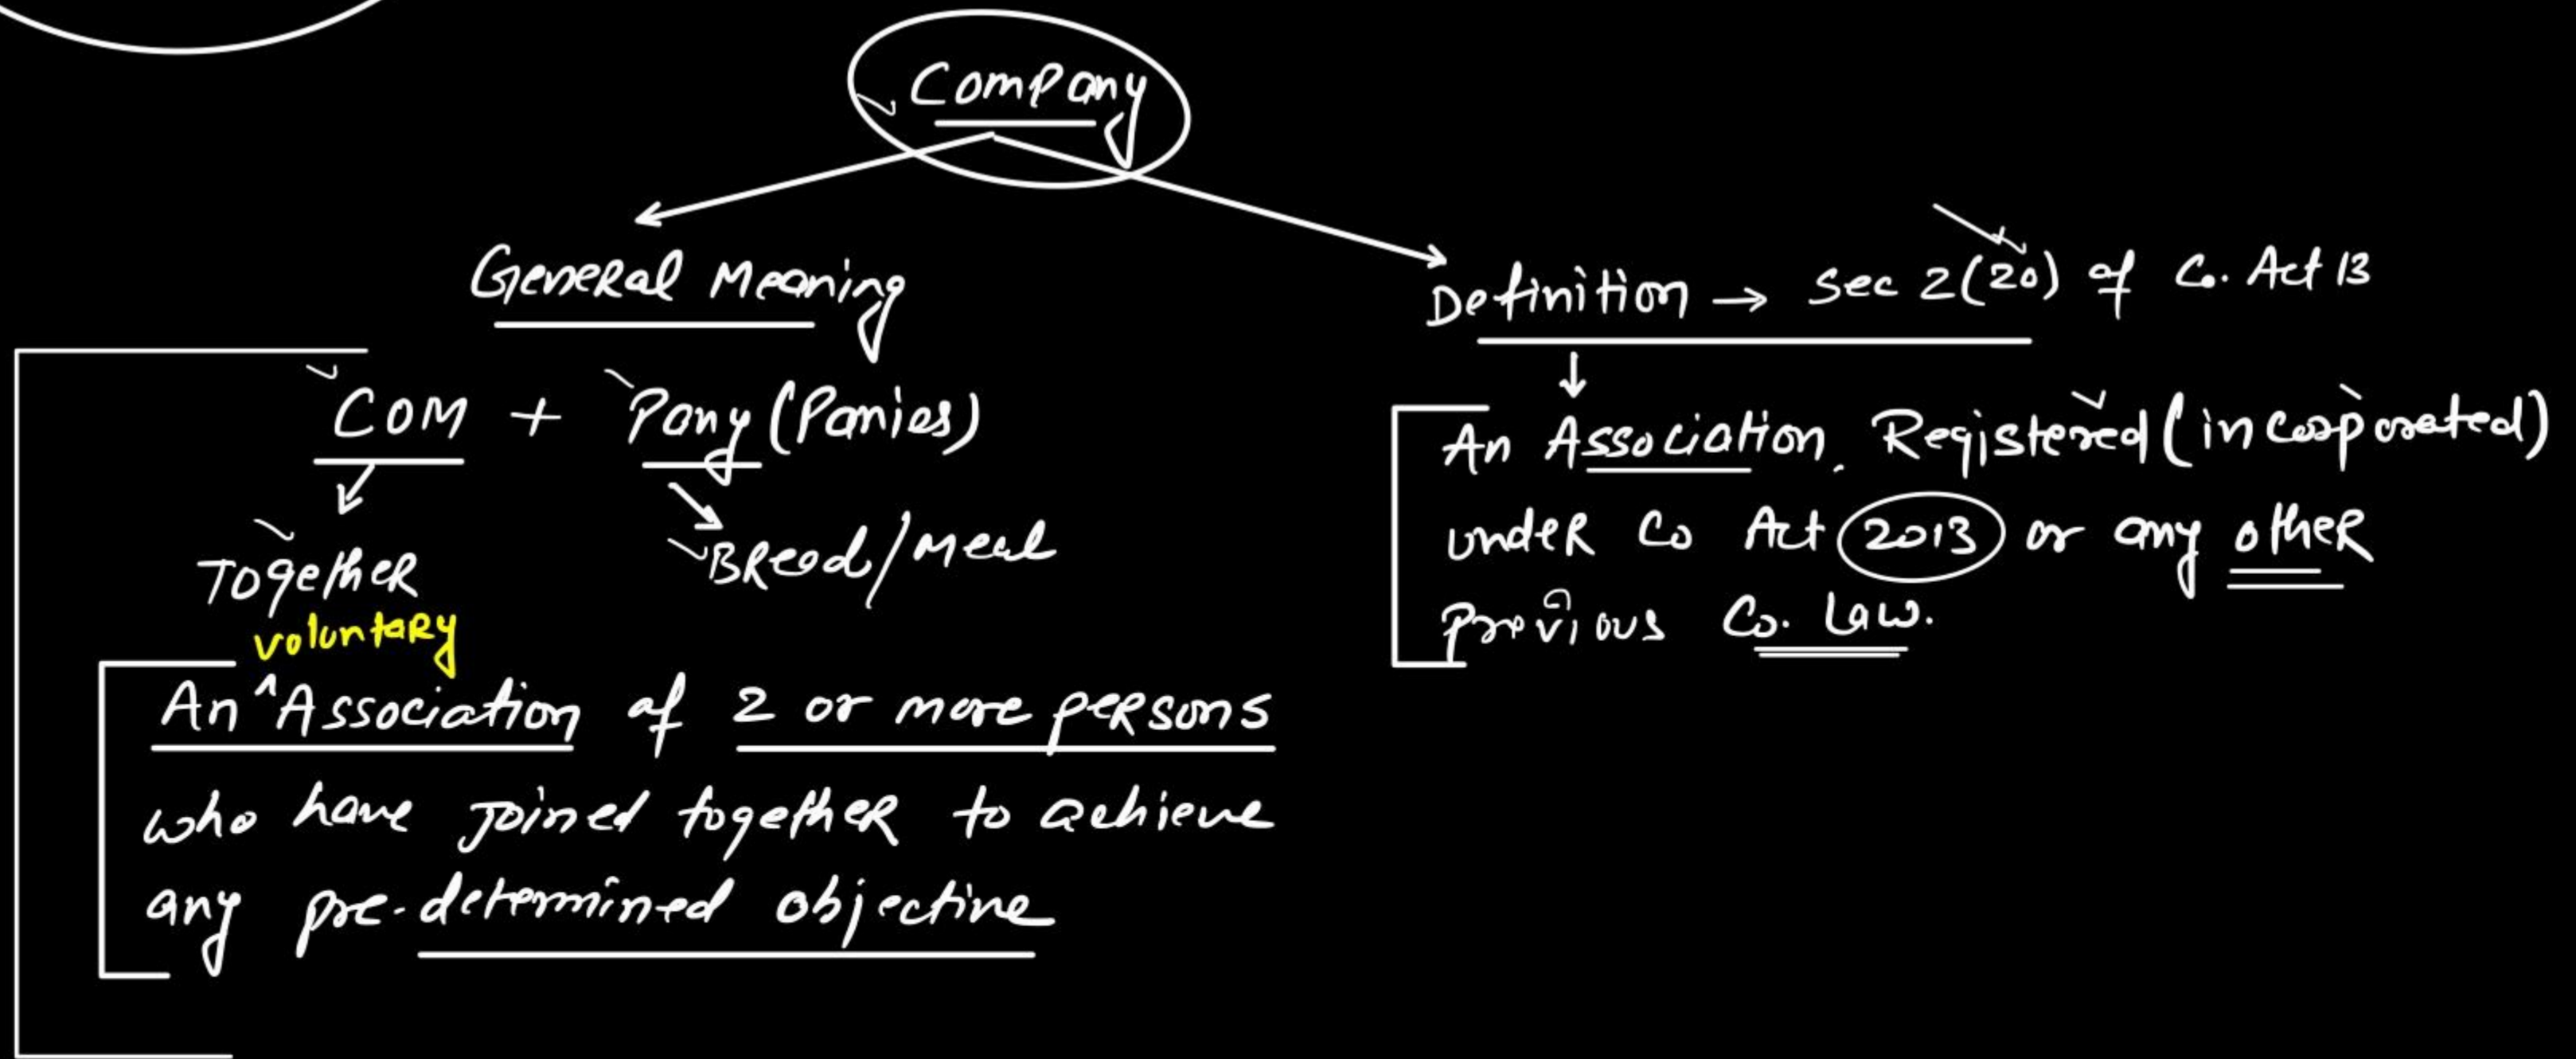 Company
General Meaning
COM + Pany (Panies)
Together
Bread/Meal
An ^ voluntary Association of 2 or more persons
who have joined together to achieve
any pre-determined objective
Definition → Sec 2(20) of Co. Act 13
An Association Registered (incorporated)
under Co Act 2013 or any other
previous Co. Law.